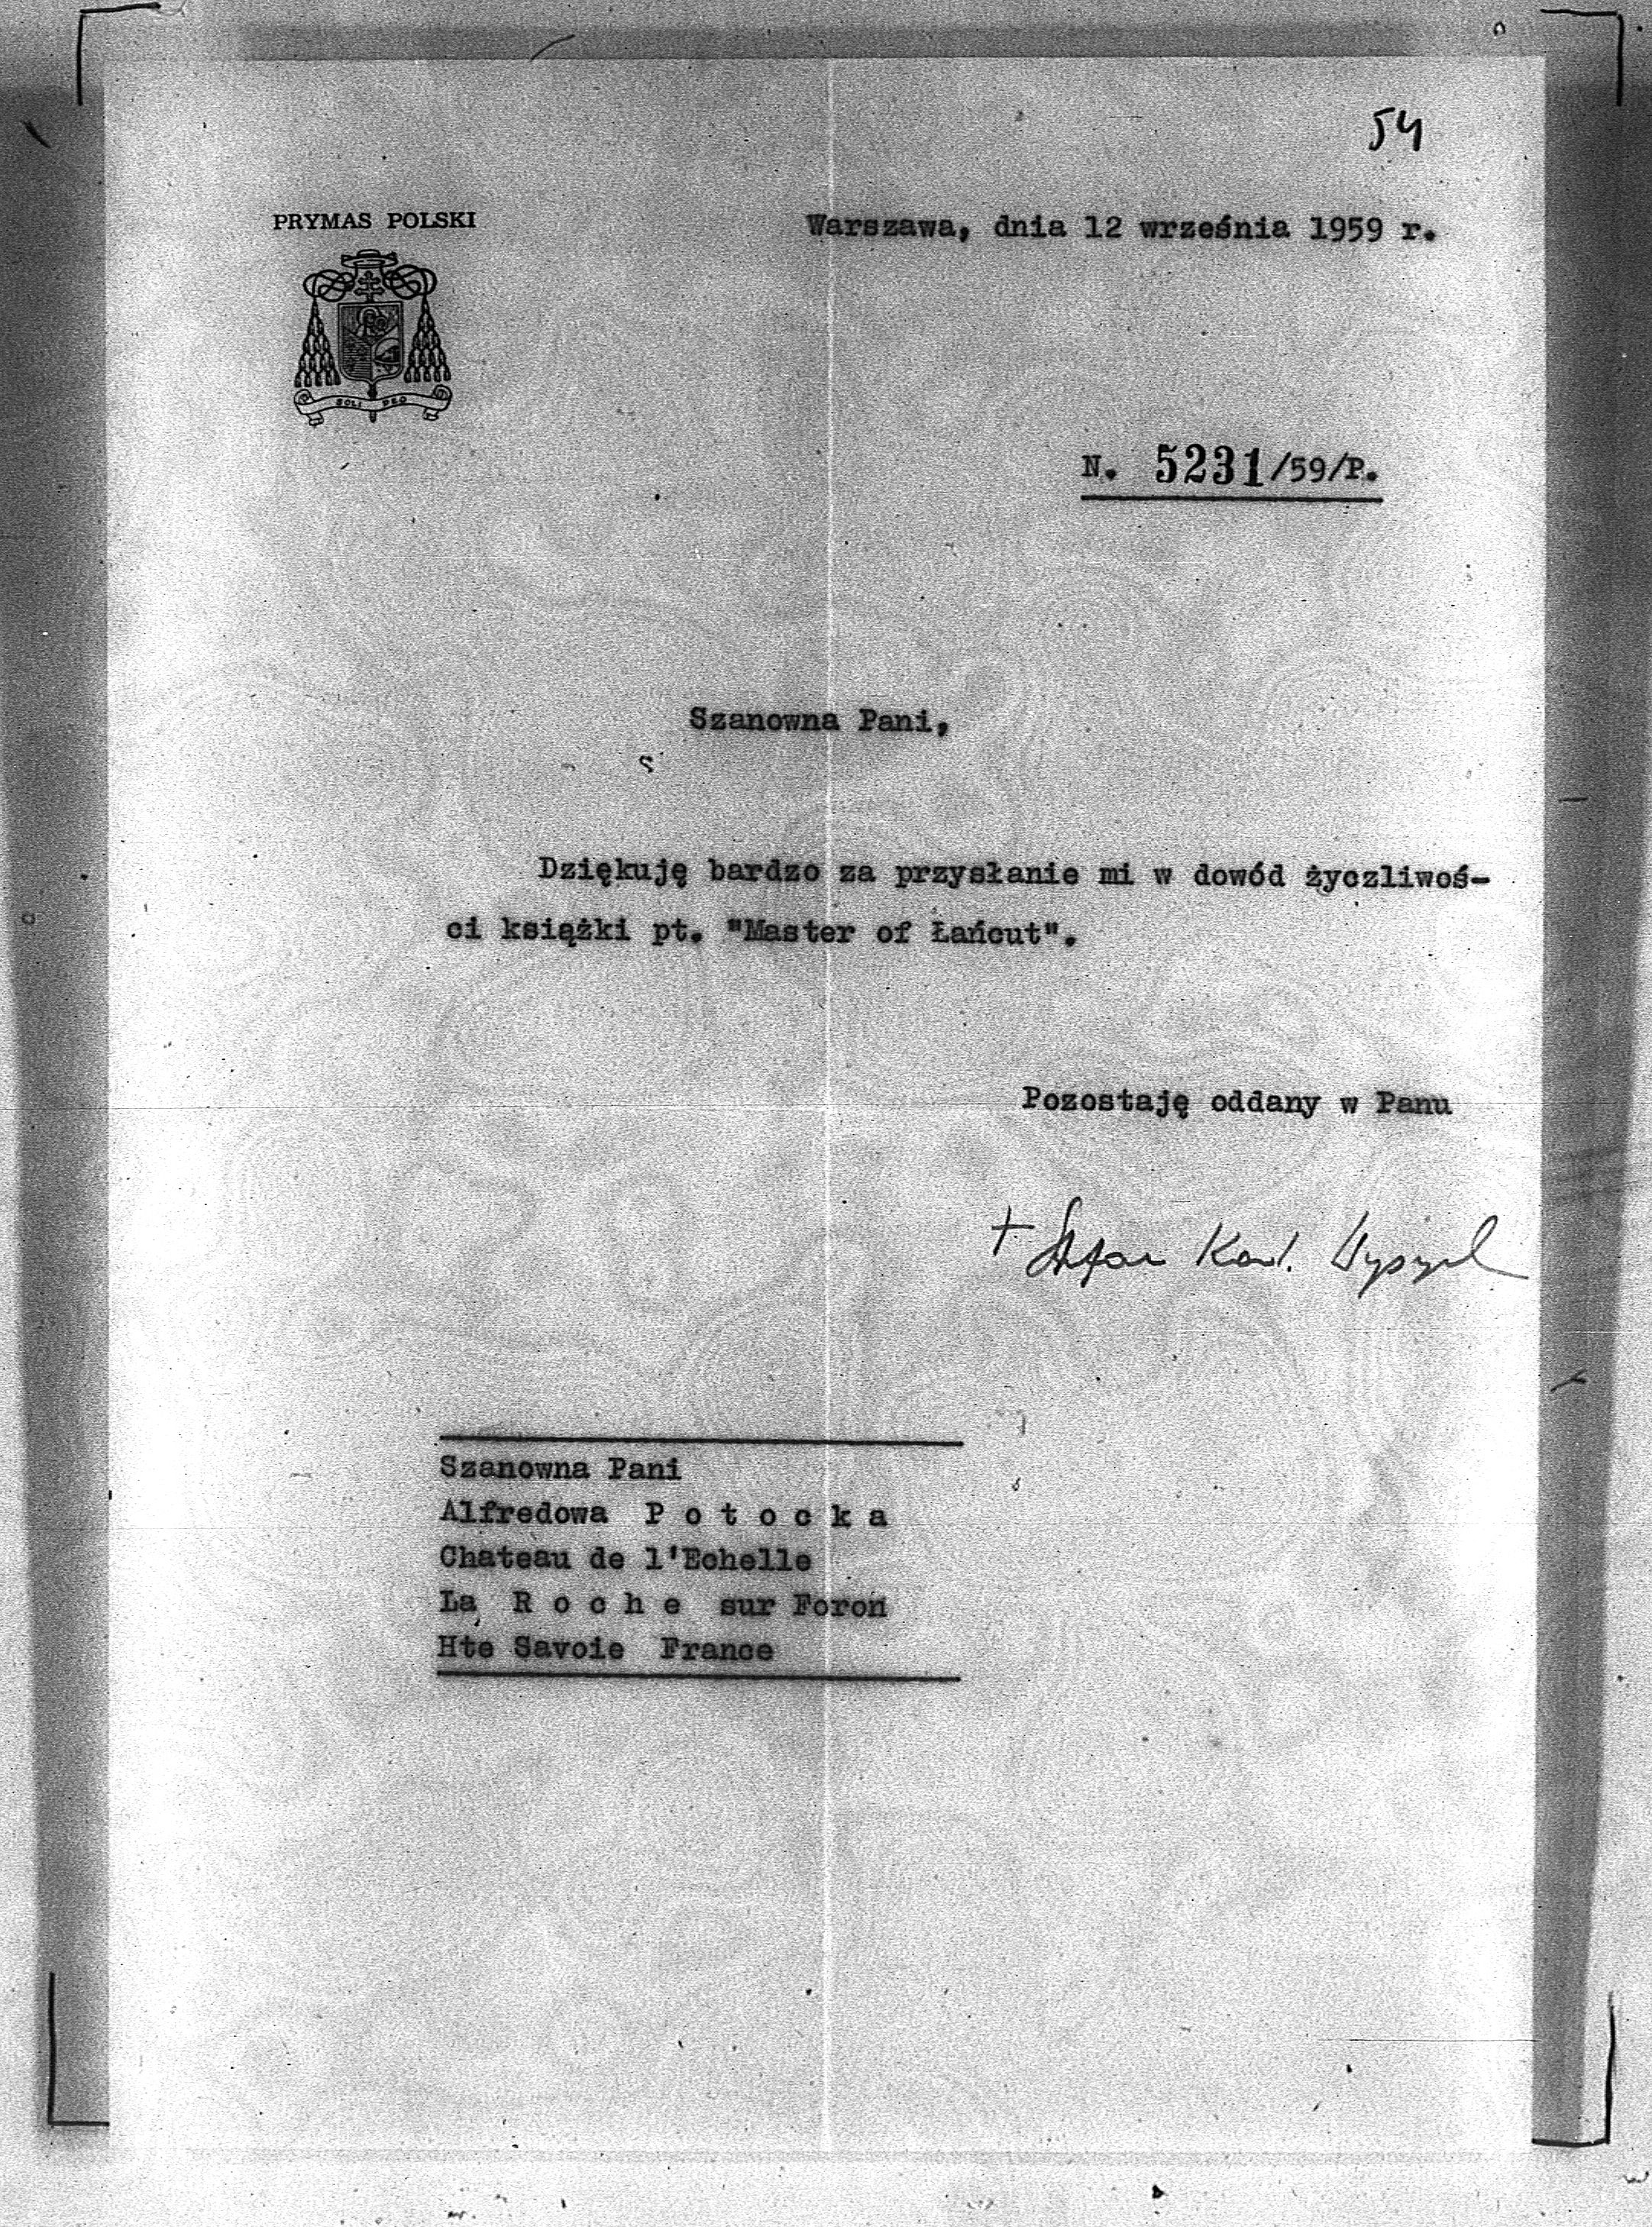 54
PRYMAS POLSKI
Warszawa, dnia 12 września 1959 r.
SOLI DEO
N. 5231/59/P.
Szanowna Pani,
Dziękuję bardzo za przysłanie mi w dowód życzliwoś-
ci książki pt. "Master of Łańcut".
Pozostaję oddany w Panu
+ Stefan Kard. Wyszyń
Szanowna Pani
Alfredowa P o t o c k a
Chateau de l'Echelle
La R o c h e sur Foron
Hte Savoie France